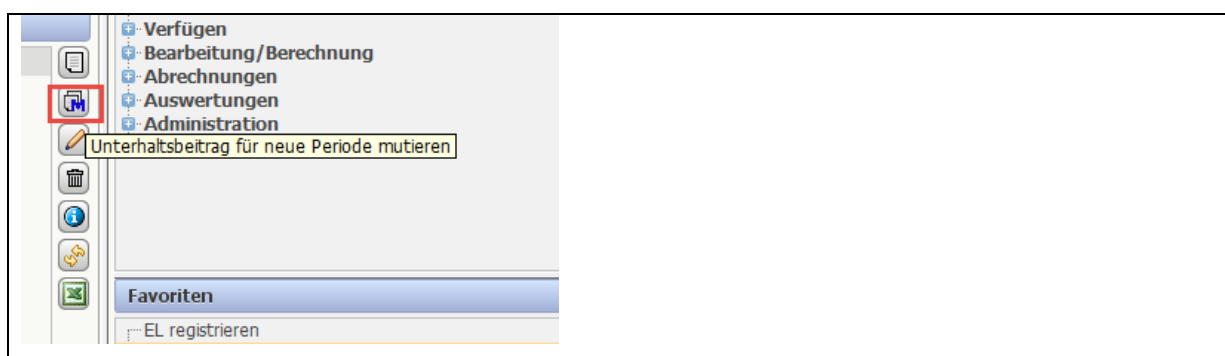 Verfügen
Bearbeitung/Berechnung
Abrechnungen
Auswertungen
Administration
M
Unterhaltsbeitrag für neue Periode mutieren
Favoriten
EL registrieren